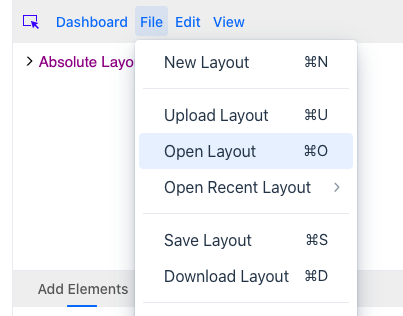 Dashboard File Edit View
Absolute Layou
New Layout ⌘N
Upload Layout ⌘U
Open Layout ⌘O
Open Recent Layout
Save Layout ⌘S
Download Layout ⌘D
Add Elements